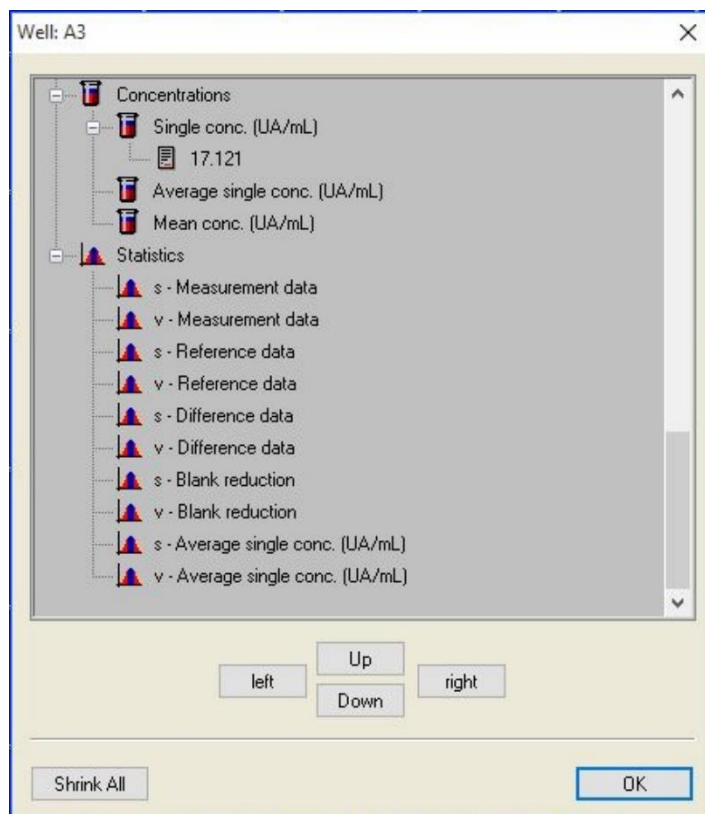 Well: A3
Concentrations
Single conc. (UA/mL)
17.121
Average single conc. (UA/mL)
Mean conc. (UA/mL)
Statistics
s - Measurement data
v - Measurement data
s - Reference data
v - Reference data
s - Difference data
v - Difference data
s - Blank reduction
v - Blank reduction
s - Average single conc. (UA/mL)
v - Average single conc. (UA/mL)
Up
left
right
Down
Shrink All
OK